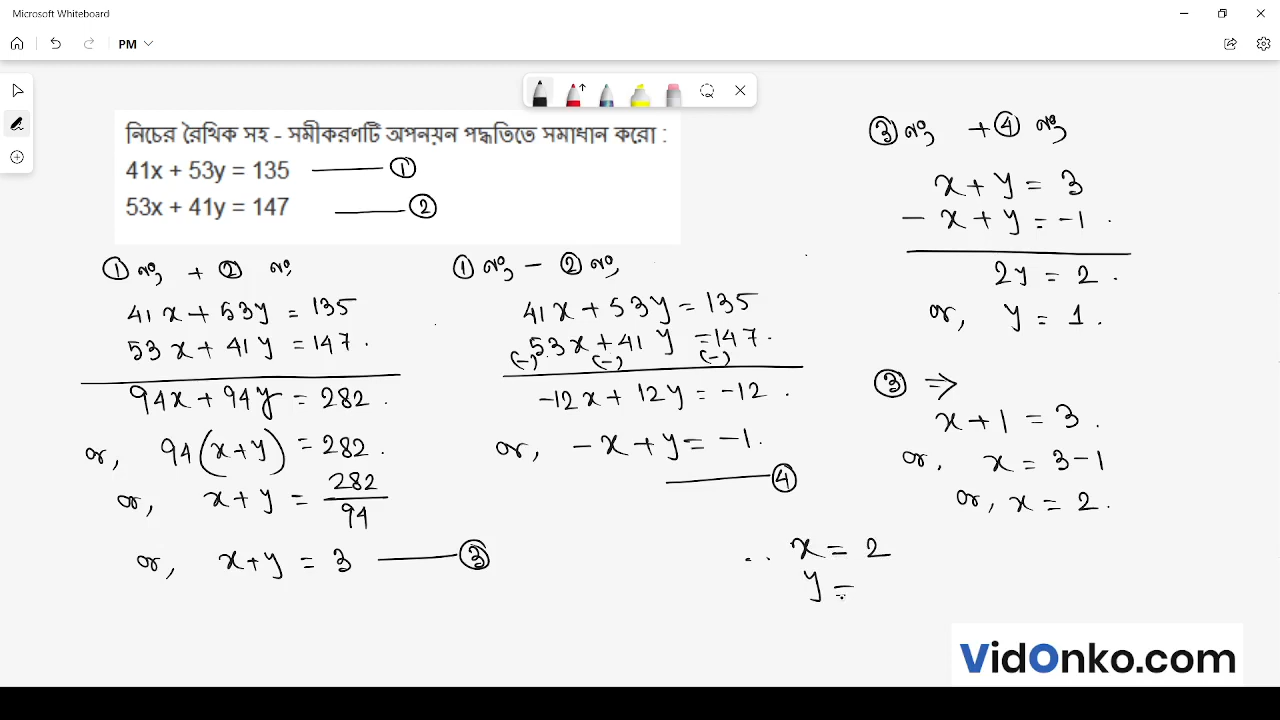 Microsoft Whiteboard
PM
নিচের রৈখিক সহ - সমীকরণটি অপনয়ন পদ্ধতিতে সমাধান করো :
41x + 53y = 135 ——— ①
53x + 41y = 147 ——— ②
① নং + ② নং
41x + 53y = 135
53x + 41y = 147.
94x + 94y = 282.
or, 94(x+y) = 282.
or, x + y = 282/94
or, x+y = 3 ——— ③
① নং - ② নং
41x + 53y = 135
53x + 41y = 147.
(-) (-) (-)
-12x + 12y = -12.
or, -x + y = -1.
——— ④
③ নং + ④ নং
x + y = 3
- x + y = -1.
2y = 2.
or, y = 1.
③ ⇒
x + 1 = 3.
or, x = 3 - 1
or, x = 2.
∴ x = 2
y =
VidOnko.com